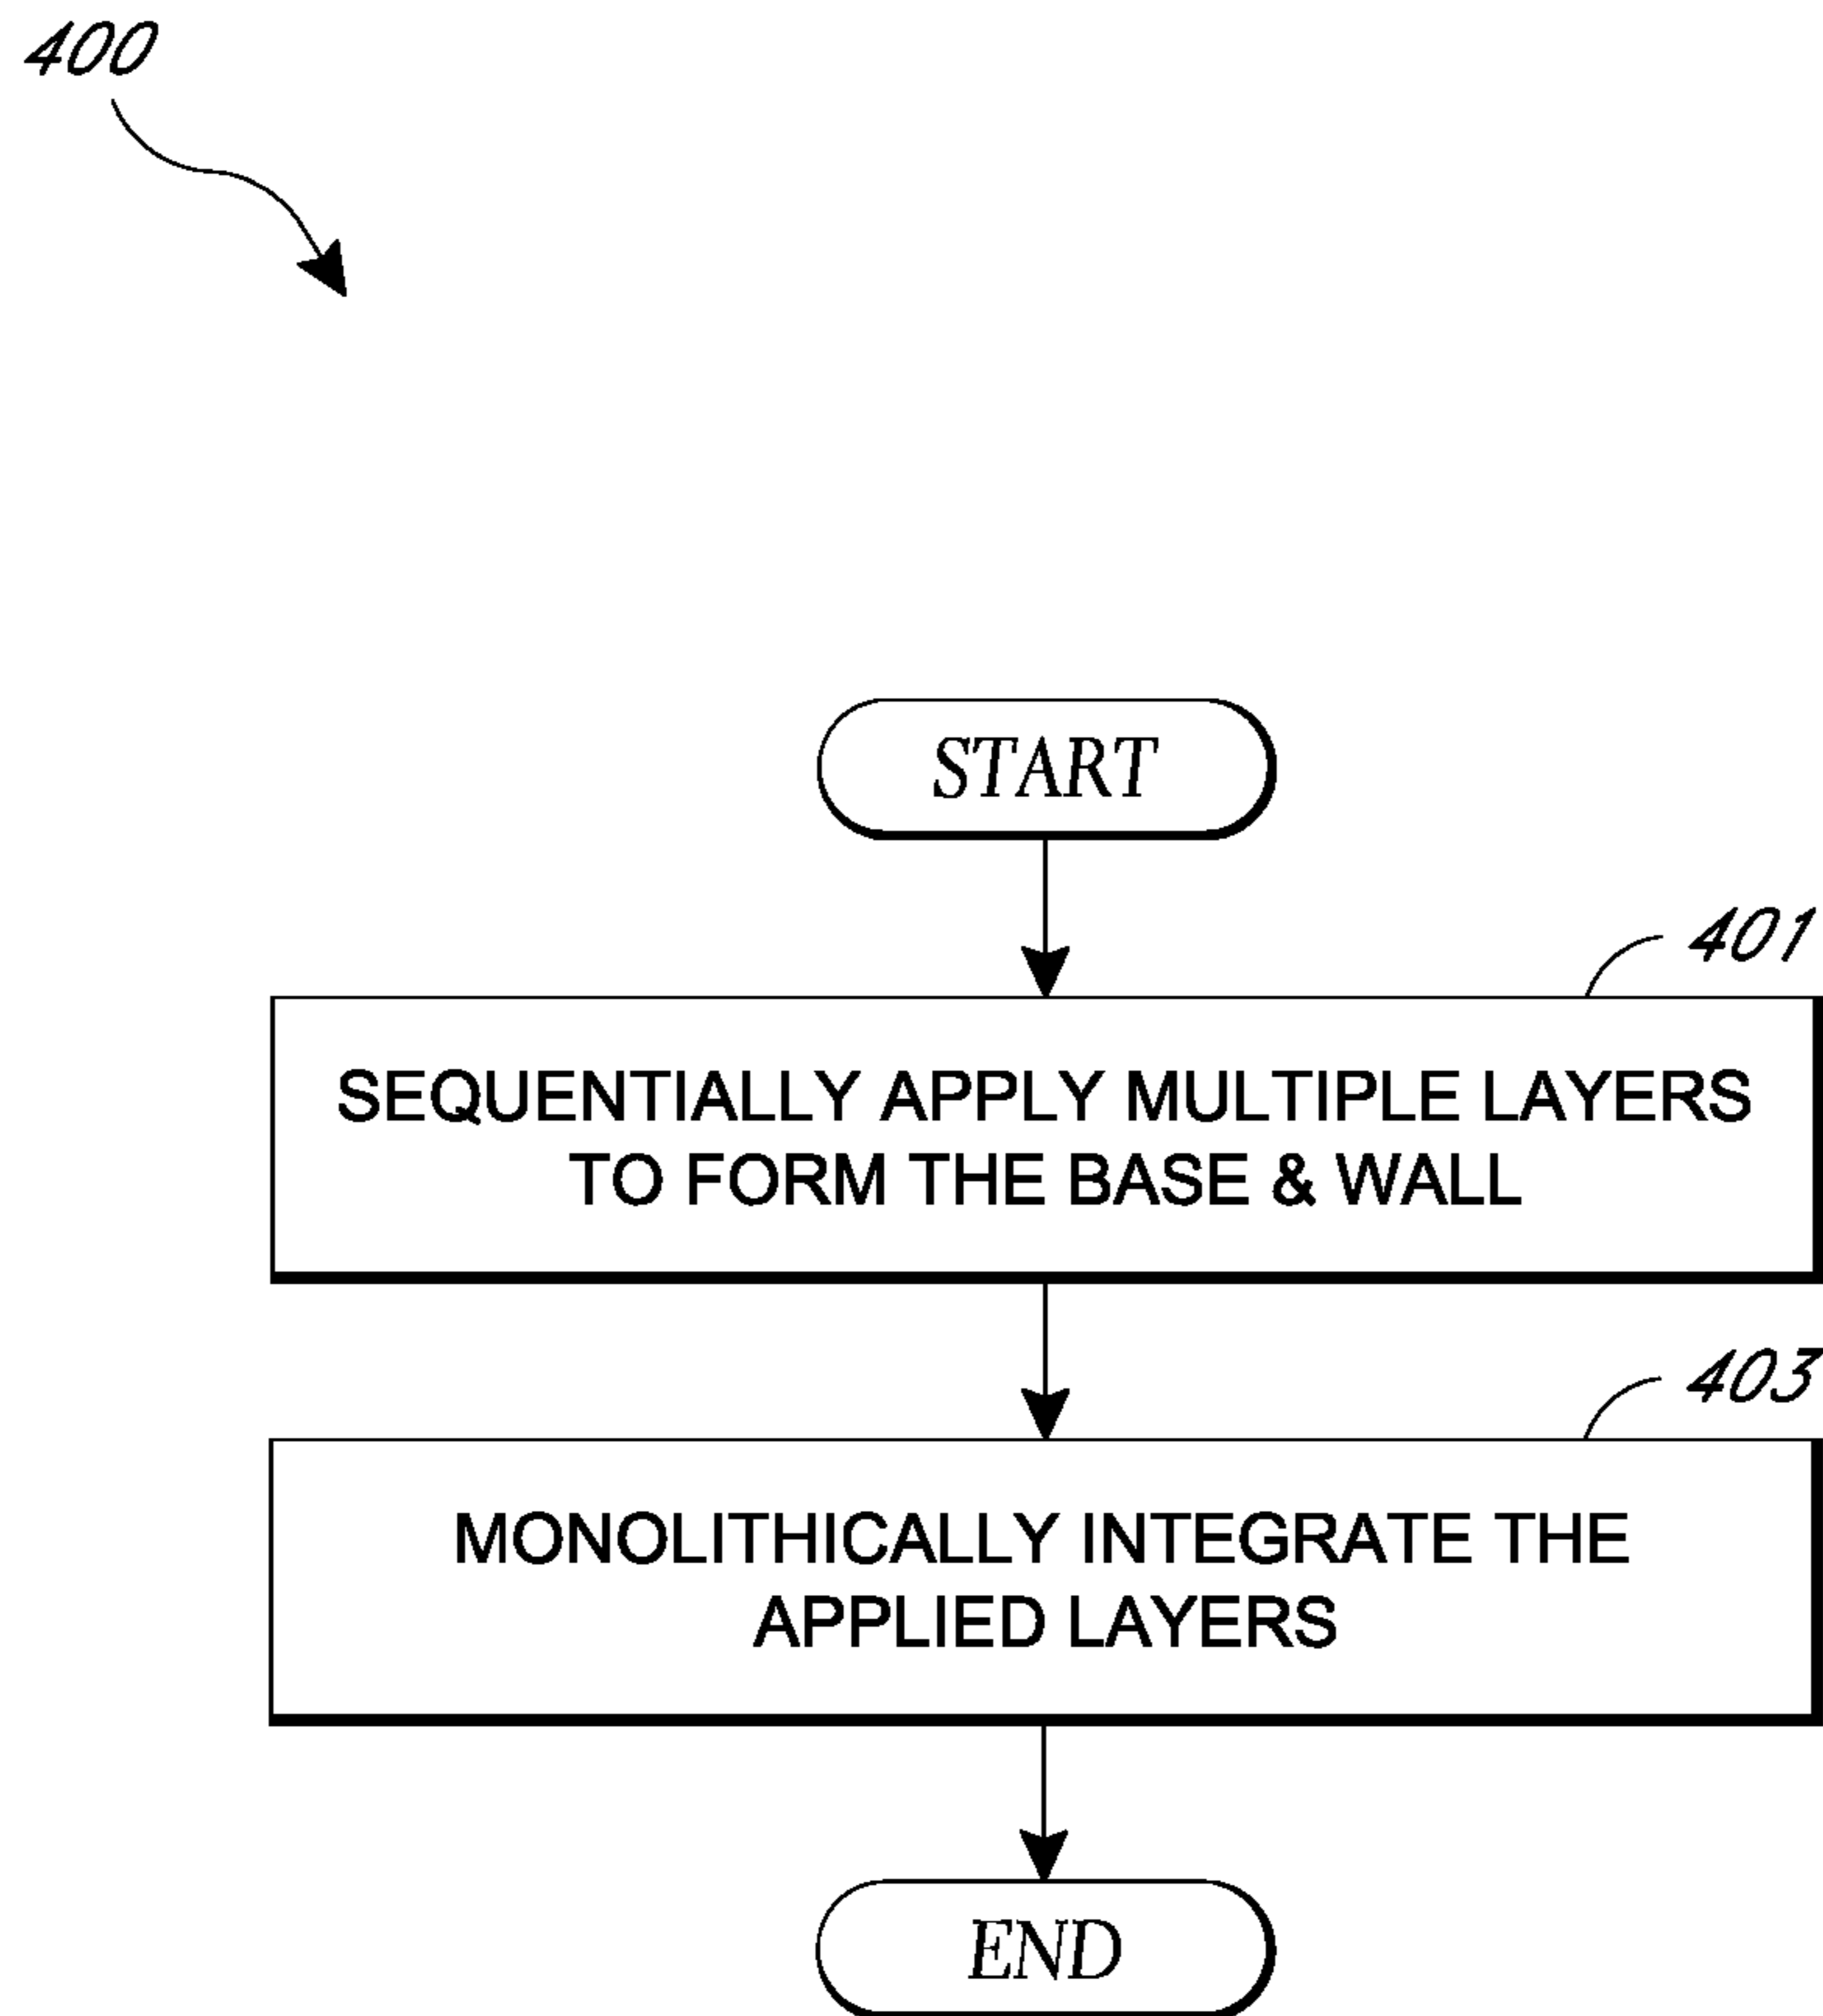 400
START
401
SEQUENTIALLY APPLY MULTIPLE LAYERS
TO FORM THE BASE & WALL
403
MONOLITHICALLY INTEGRATE THE
APPLIED LAYERS
END